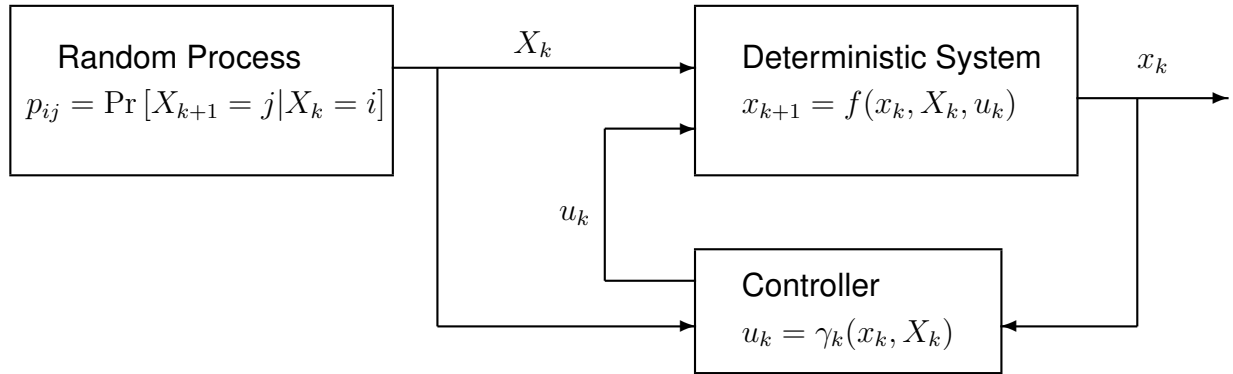 Random Process
p_{ij} = Pr [X_{k+1} = j|X_k = i]
X_k
Deterministic System
x_{k+1} = f(x_k, X_k, u_k)
x_k
u_k
Controller
u_k = γ_k(x_k, X_k)